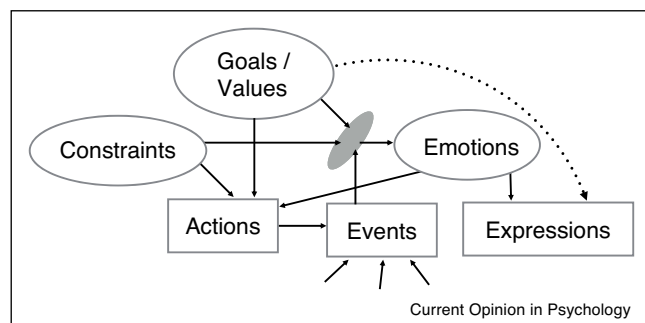 Goals /
Values
Constraints
Emotions
Actions
Events
Expressions
Current Opinion in Psychology